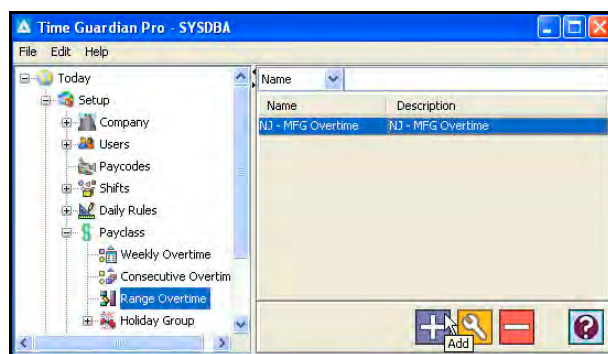 Time Guardian Pro - SYSDBA
File Edit Help
Today
Setup
Company
Users
Paycodes
Shifts
Daily Rules
Payclass
Weekly Overtime
Consecutive Overtim
Range Overtime
Holiday Group
Name
Name Description
NJ - MFG Overtime NJ - MFG Overtime
Add